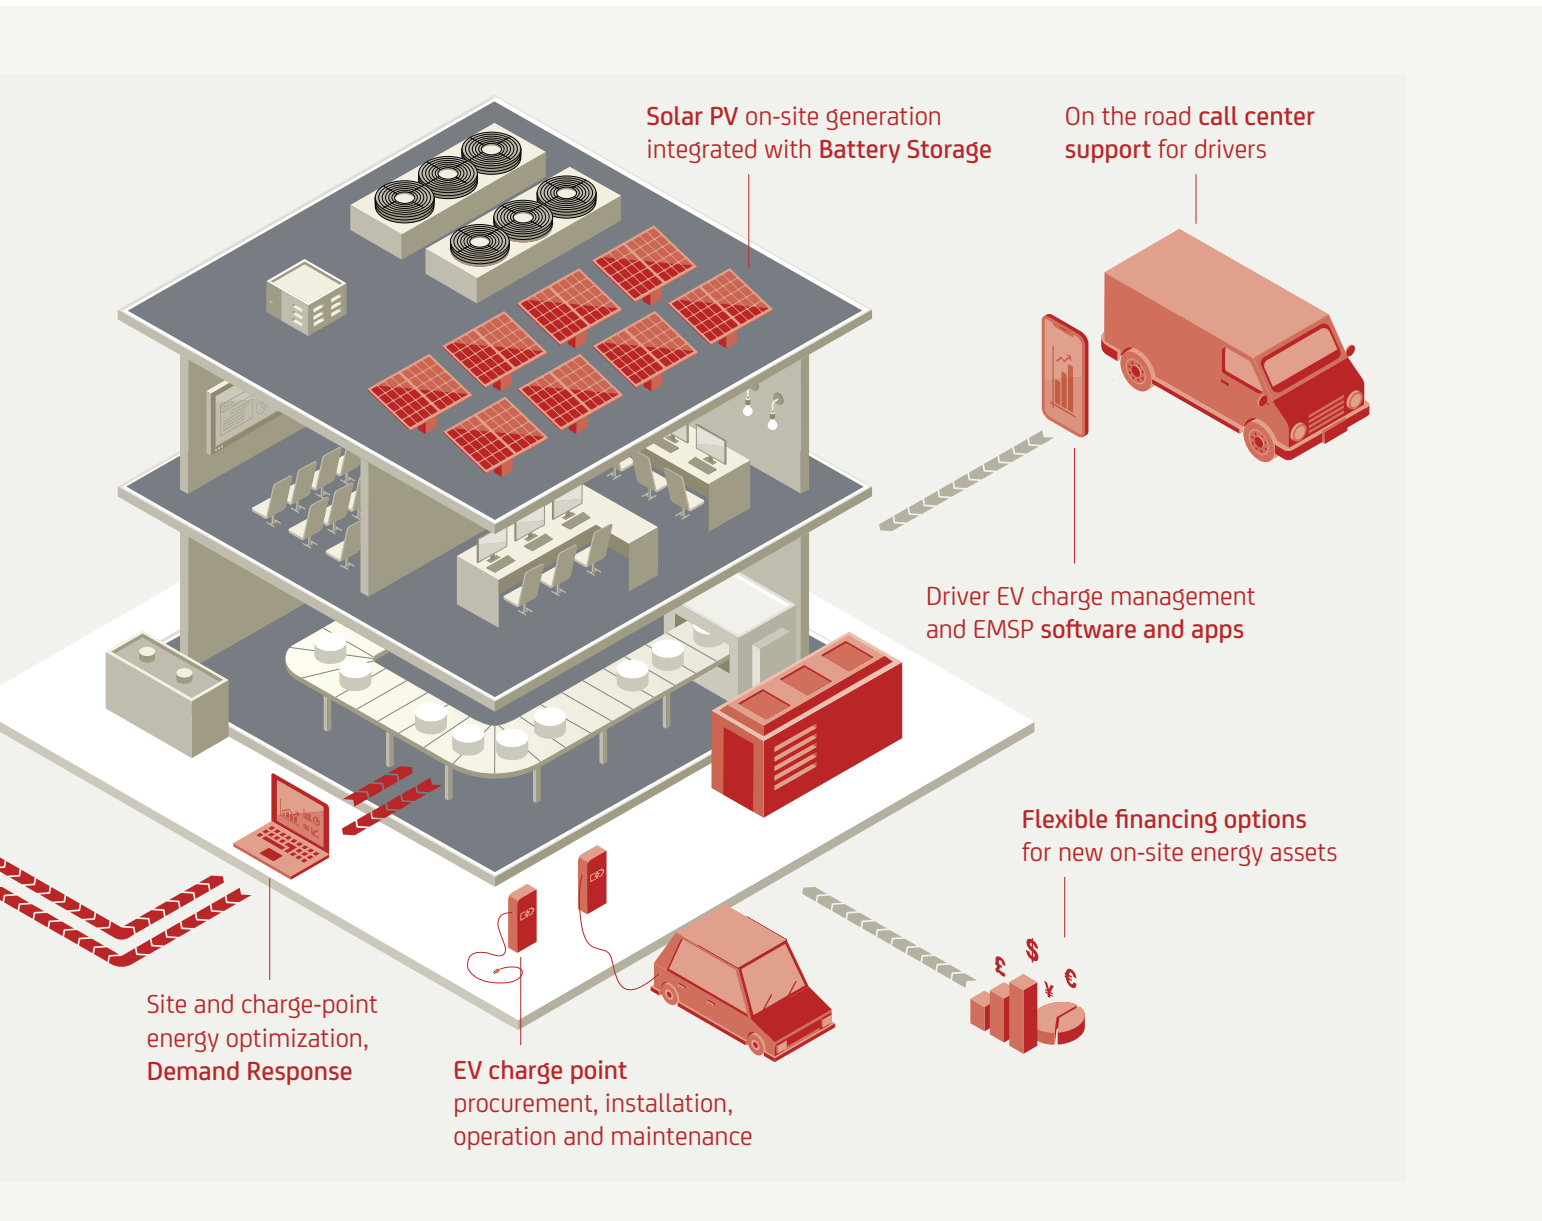 Solar PV on-site generation
integrated with Battery Storage
On the road call center
support for drivers
Driver EV charge management
and EMSP software and apps
Flexible financing options
for new on-site energy assets
£
$
¥
€
Site and charge-point
energy optimization,
Demand Response
EV charge point
procurement, installation,
operation and maintenance